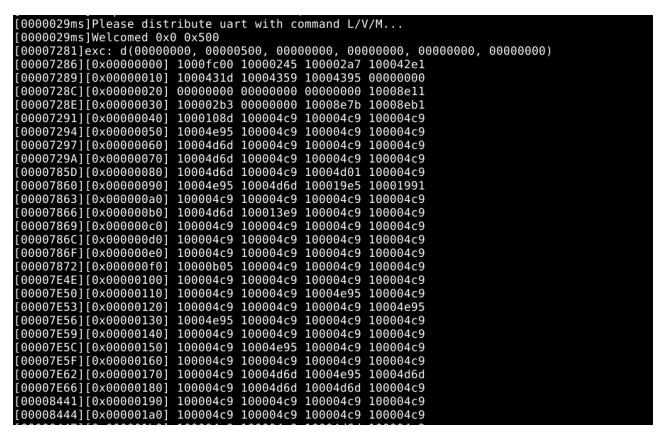 [0000029ms]Please distribute uart with command L/V/M...
[0000029ms]Welcomed 0x0 0x500
[00007281]exc: d(00000000, 00000500, 00000000, 00000000, 00000000, 00000000)
[00007286][0x00000000] 1000fc00 10000245 100002a7 100042e1
[00007289][0x00000010] 1000431d 10004359 10004395 00000000
[0000728C][0x00000020] 00000000 00000000 00000000 10008e11
[0000728E][0x00000030] 100002b3 00000000 10008e7b 10008eb1
[00007291][0x00000040] 1000108d 100004c9 100004c9 100004c9
[00007294][0x00000050] 10004e95 100004c9 100004c9 100004c9
[00007297][0x00000060] 10004d6d 100004c9 100004c9 100004c9
[0000729A][0x00000070] 10004d6d 100004c9 100004c9 100004c9
[0000785D][0x00000080] 10004d6d 100004c9 10004d01 100004c9
[00007860][0x00000090] 10004e95 10004d6d 100019e5 10001991
[00007863][0x000000a0] 100004c9 100004c9 100004c9 100004c9
[00007866][0x000000b0] 10004d6d 100013e9 100004c9 100004c9
[00007869][0x000000c0] 100004c9 100004c9 100004c9 100004c9
[0000786C][0x000000d0] 100004c9 100004c9 100004c9 100004c9
[0000786F][0x000000e0] 100004c9 100004c9 100004c9 100004c9
[00007872][0x000000f0] 10000b05 100004c9 100004c9 100004c9
[00007E4E][0x00000100] 100004c9 100004c9 100004c9 100004c9
[00007E50][0x00000110] 100004c9 100004c9 10004e95 100004c9
[00007E53][0x00000120] 100004c9 100004c9 100004c9 10004e95
[00007E56][0x00000130] 10004e95 100004c9 100004c9 100004c9
[00007E59][0x00000140] 100004c9 100004c9 100004c9 100004c9
[00007E5C][0x00000150] 100004c9 10004e95 100004c9 100004c9
[00007E5F][0x00000160] 100004c9 100004c9 100004c9 100004c9
[00007E62][0x00000170] 100004c9 10004d6d 10004e95 10004d6d
[00007E66][0x00000180] 100004c9 10004d6d 10004d6d 100004c9
[00008441][0x00000190] 100004c9 100004c9 100004c9 100004c9
[00008444][0x000001a0] 100004c9 100004c9 100004c9 100004c9